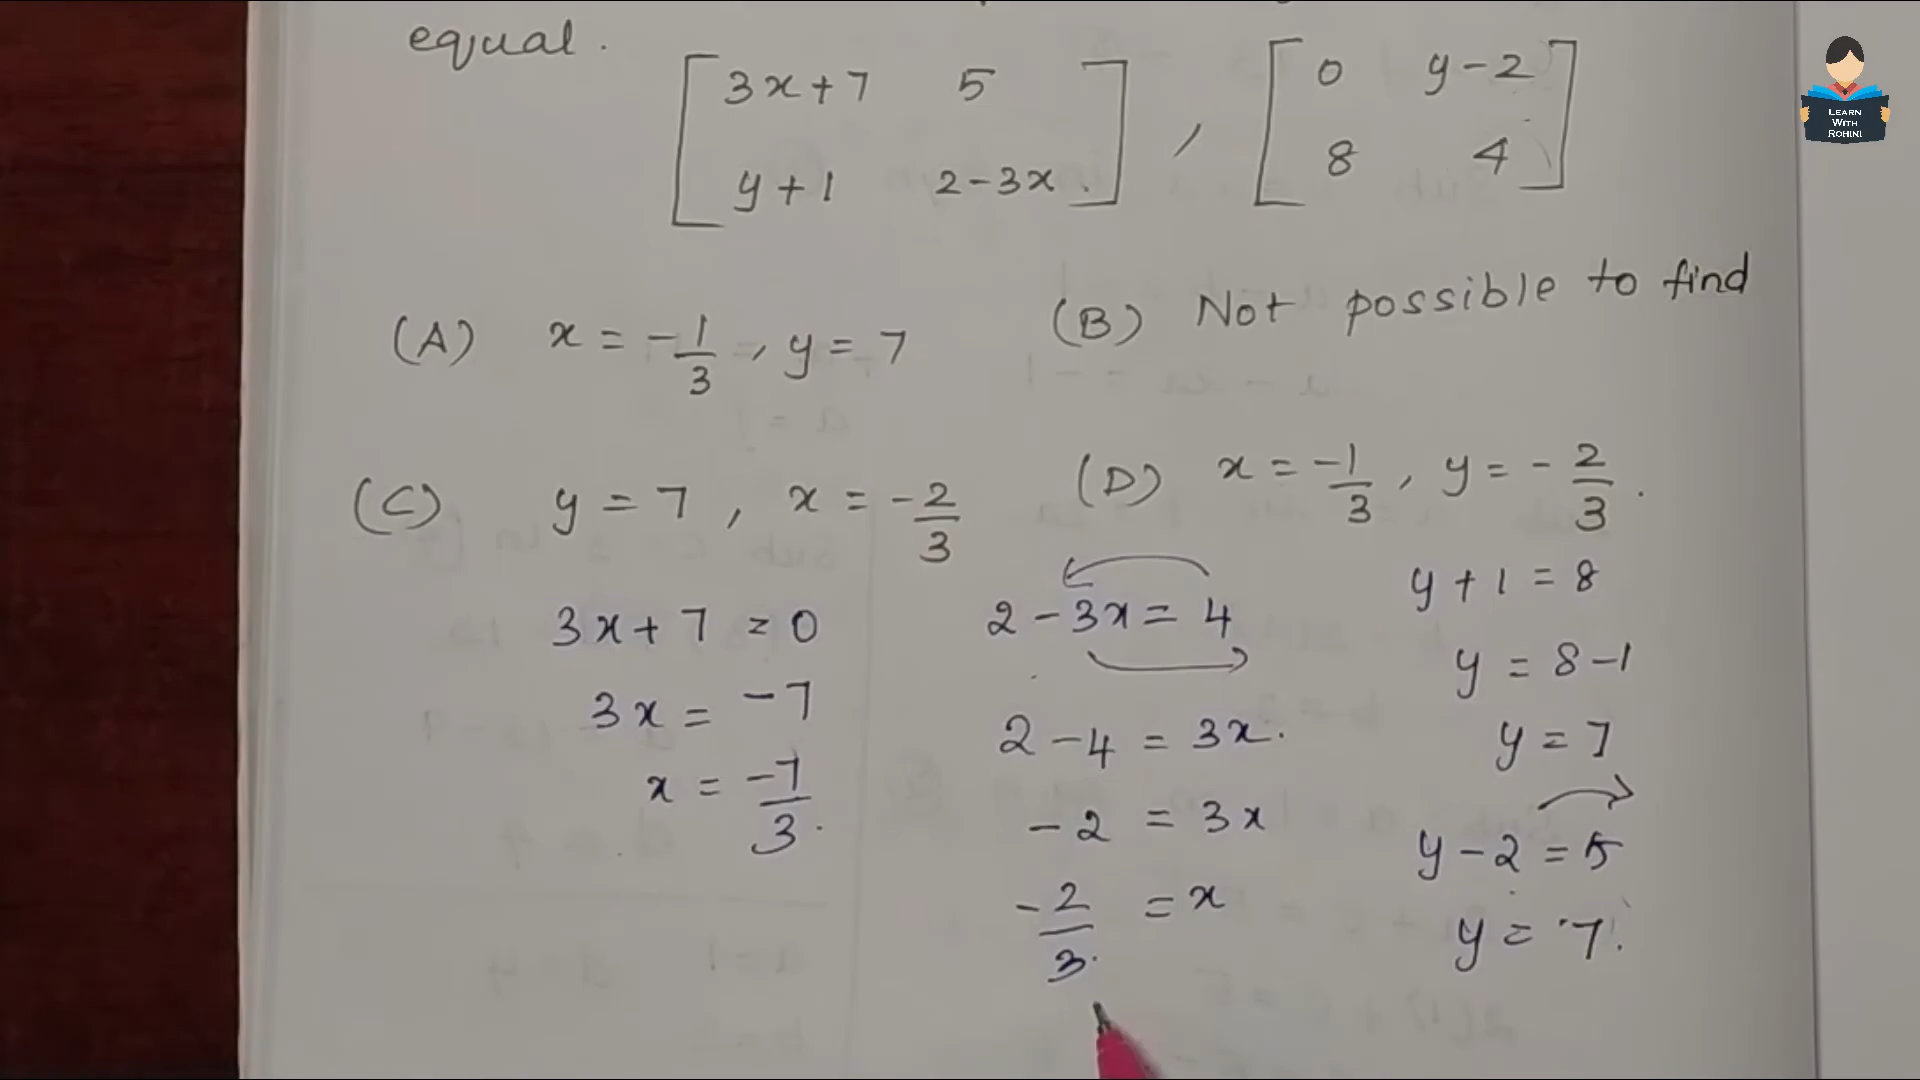 equal.
[ 3x+7 5 ] , [ 0 y-2 ]
[ y+1 2-3x ] [ 8 4 ]
(A) x = -1/3 , y = 7
(B) Not possible to find
(C) y = 7 , x = -2/3
(D) x = -1/3 , y = -2/3 .
3x + 7 = 0
3x = -7
x = -7/3 .
2 - 3x = 4
2 - 4 = 3x .
-2 = 3x
-2/3 = x
y + 1 = 8
y = 8 - 1
y = 7
y - 2 = 5
y = 7 .
LEARN
WITH
ROHINI